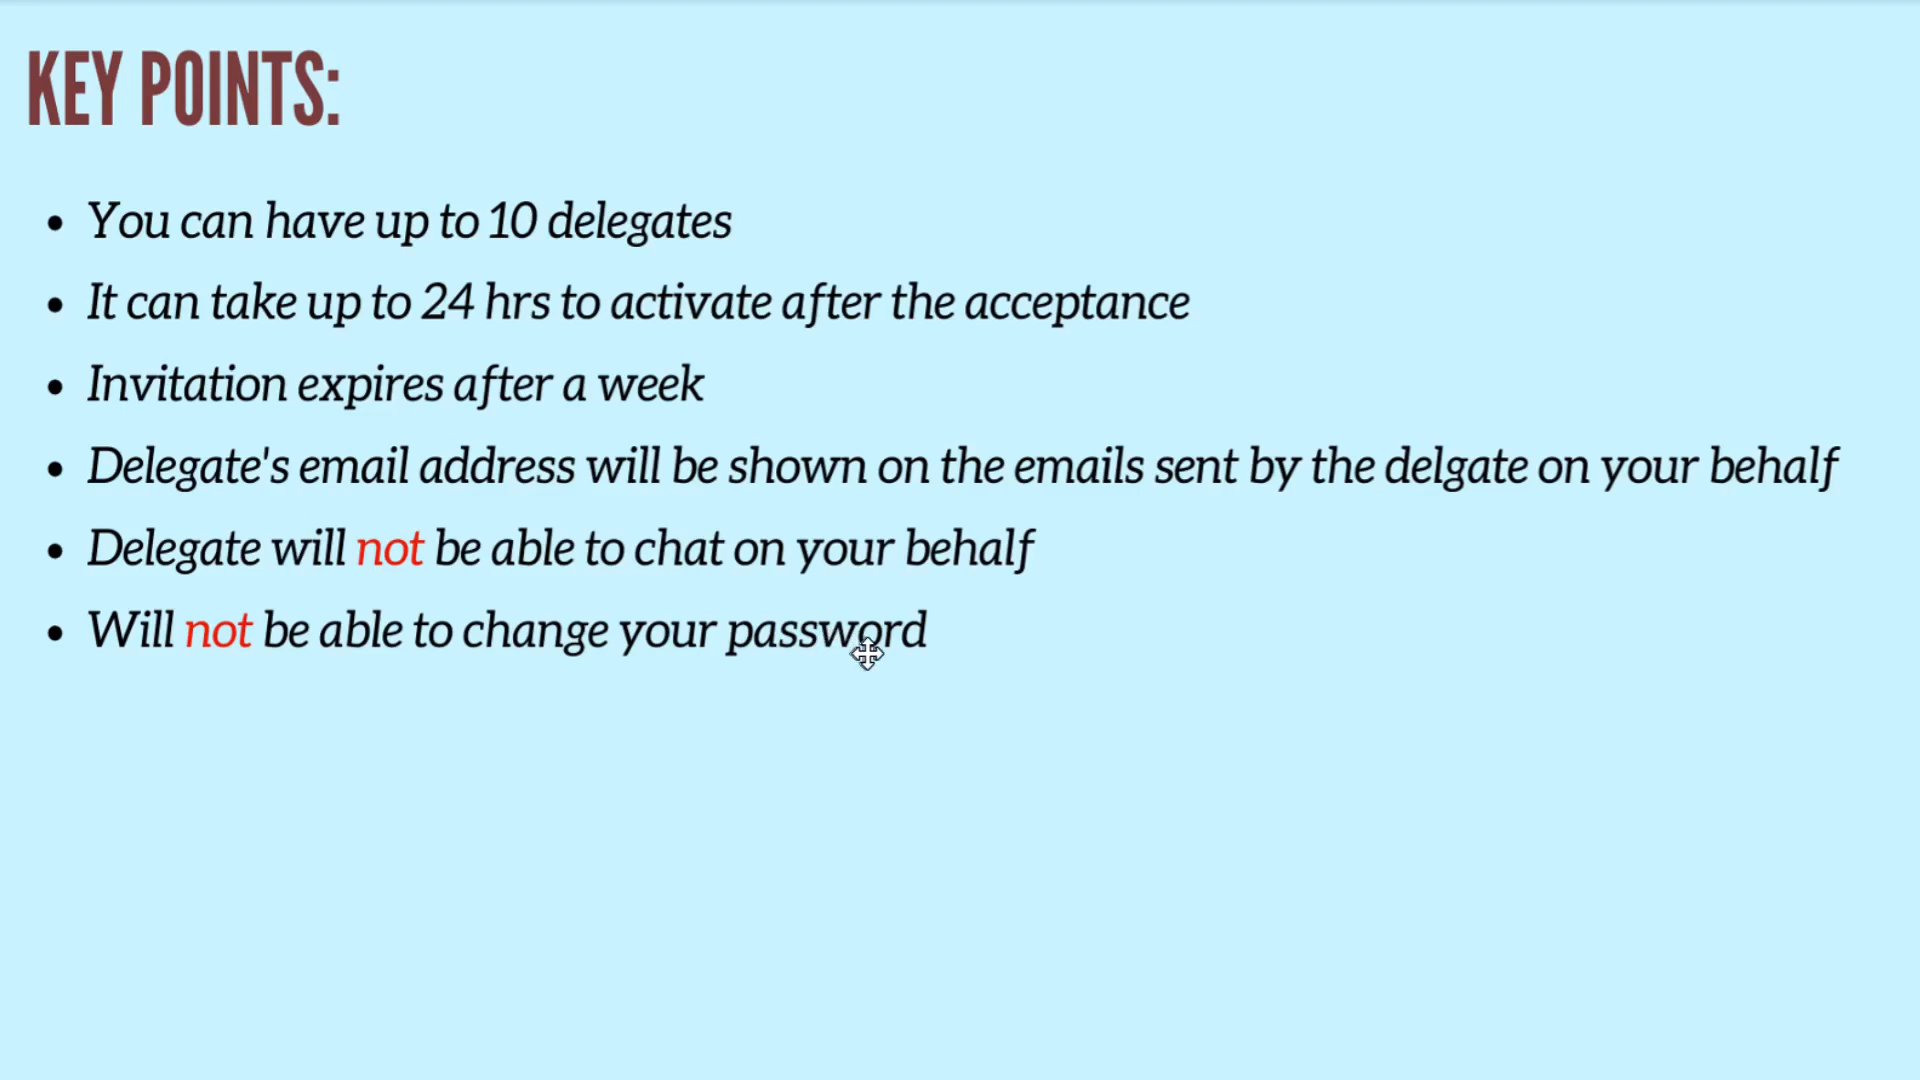 KEY POINTS:
• You can have up to 10 delegates
• It can take up to 24 hrs to activate after the acceptance
• Invitation expires after a week
• Delegate's email address will be shown on the emails sent by the delgate on your behalf
• Delegate will not be able to chat on your behalf
• Will not be able to change your password